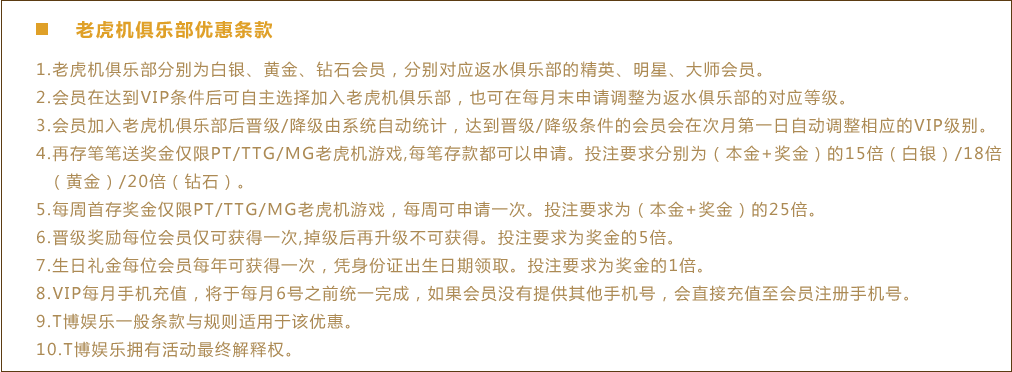 老虎机俱乐部优惠条款
1.老虎机俱乐部分别为白银、黄金、钻石会员，分别对应返水俱乐部的精英、明星、大师会员。
2.会员在达到VIP条件后可自主选择加入老虎机俱乐部，也可在每月末申请调整为返水俱乐部的对应等级。
3.会员加入老虎机俱乐部后晋级/降级由系统自动统计，达到晋级/降级条件的会员会在次月第一日自动调整相应的VIP级别。
4.再存笔笔送奖金仅限PT/TTG/MG老虎机游戏,每笔存款都可以申请。投注要求分别为（本金+奖金）的15倍（白银）/18倍
（黄金）/20倍（钻石）。
5.每周首存奖金仅限PT/TTG/MG老虎机游戏，每周可申请一次。投注要求为（本金+奖金）的25倍。
6.晋级奖励每位会员仅可获得一次,掉级后再升级不可获得。投注要求为奖金的5倍。
7.生日礼金每位会员每年可获得一次，凭身份证出生日期领取。投注要求为奖金的1倍。
8.VIP每月手机充值，将于每月6号之前统一完成，如果会员没有提供其他手机号，会直接充值至会员注册手机号。
9.T博娱乐一般条款与规则适用于该优惠。
10.T博娱乐拥有活动最终解释权。